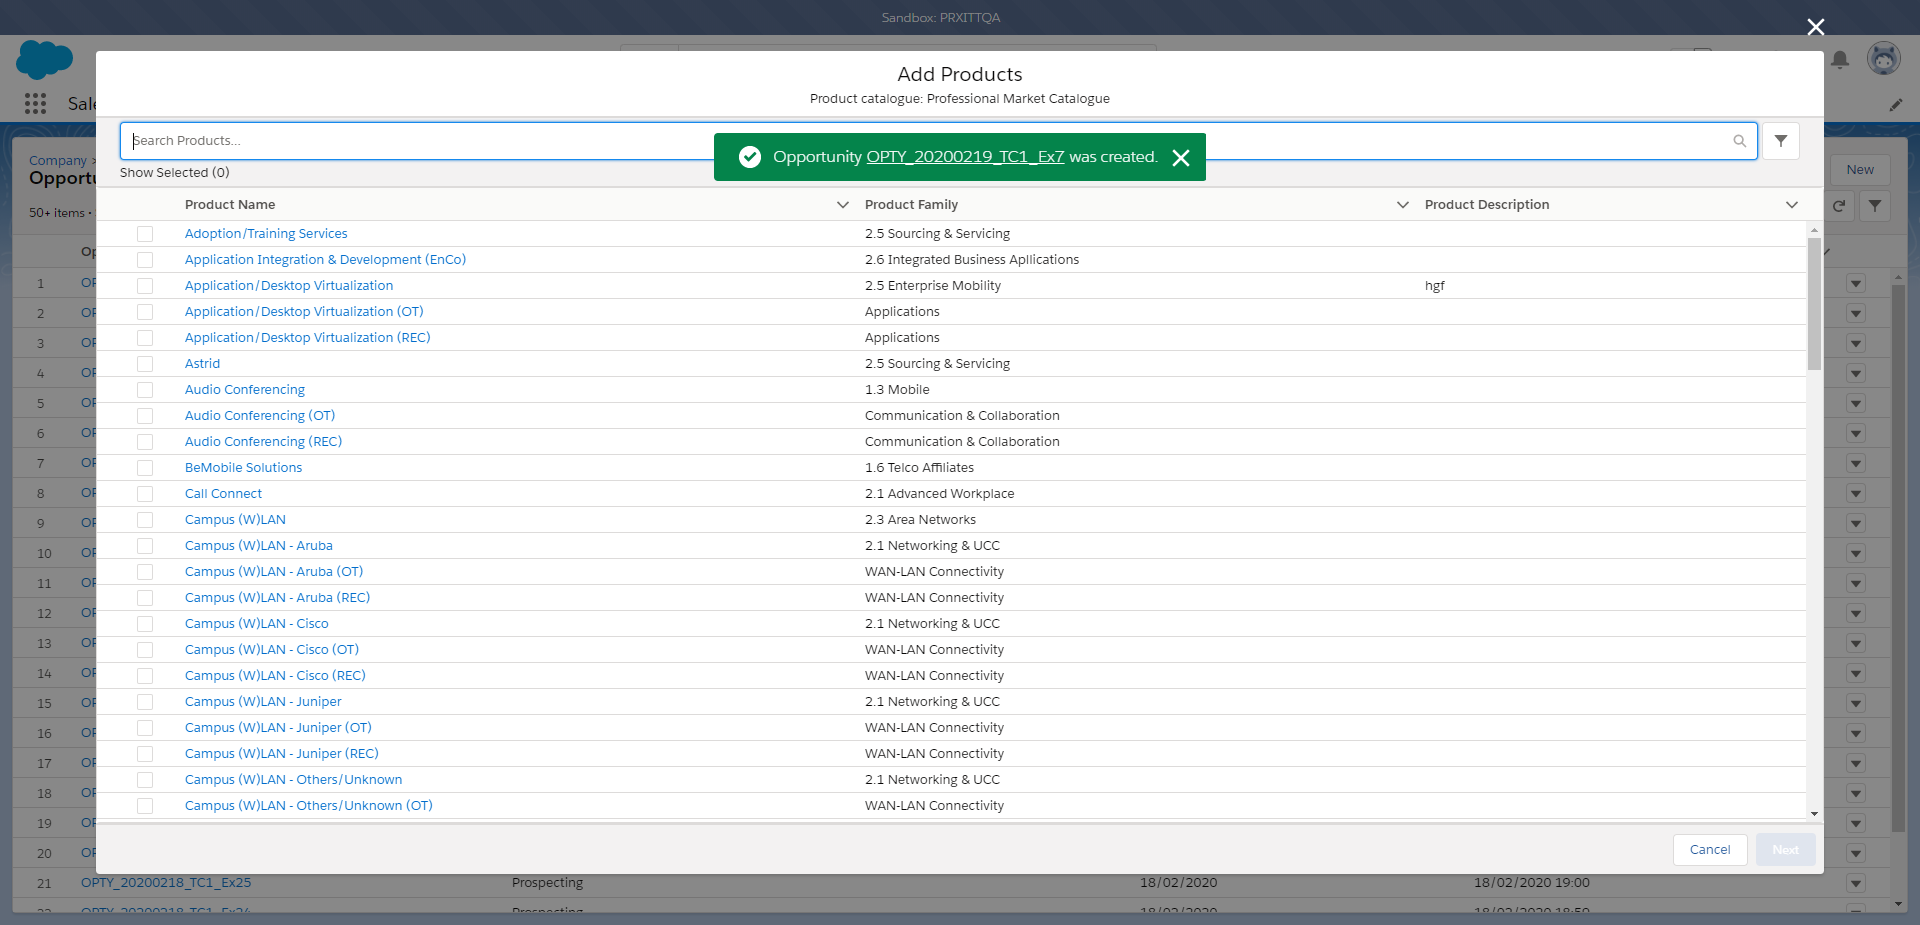 Sandbox: PRXITTQA
Add Products
Product catalogue: Professional Market Catalogue
Search Products...
Opportunity OPTY_20200219_TC1_Ex7 was created.
Show Selected (0)
Company >
New
50+ items •
Product Name Product Family Product Description
Adoption/Training Services 2.5 Sourcing & Servicing
Application Integration & Development (EnCo) 2.6 Integrated Business Apllications
1 Application/Desktop Virtualization 2.5 Enterprise Mobility hgf
2 Application/Desktop Virtualization (OT) Applications
3 Application/Desktop Virtualization (REC) Applications
4 Astrid 2.5 Sourcing & Servicing
5 Audio Conferencing 1.3 Mobile
Audio Conferencing (OT) Communication & Collaboration
6 Audio Conferencing (REC) Communication & Collaboration
7 BeMobile Solutions 1.6 Telco Affiliates
8 Call Connect 2.1 Advanced Workplace
9 Campus (W)LAN 2.3 Area Networks
10 Campus (W)LAN - Aruba 2.1 Networking & UCC
11 Campus (W)LAN - Aruba (OT) WAN-LAN Connectivity
12 Campus (W)LAN - Aruba (REC) WAN-LAN Connectivity
Campus (W)LAN - Cisco 2.1 Networking & UCC
13 Campus (W)LAN - Cisco (OT) WAN-LAN Connectivity
14 Campus (W)LAN - Cisco (REC) WAN-LAN Connectivity
15 Campus (W)LAN - Juniper 2.1 Networking & UCC
16 Campus (W)LAN - Juniper (OT) WAN-LAN Connectivity
17 Campus (W)LAN - Juniper (REC) WAN-LAN Connectivity
18 Campus (W)LAN - Others/Unknown 2.1 Networking & UCC
19 Campus (W)LAN - Others/Unknown (OT) WAN-LAN Connectivity
20 Cancel Next
21 OPTY_20200218_TC1_Ex25 Prospecting 18/02/2020 18/02/2020 19:00